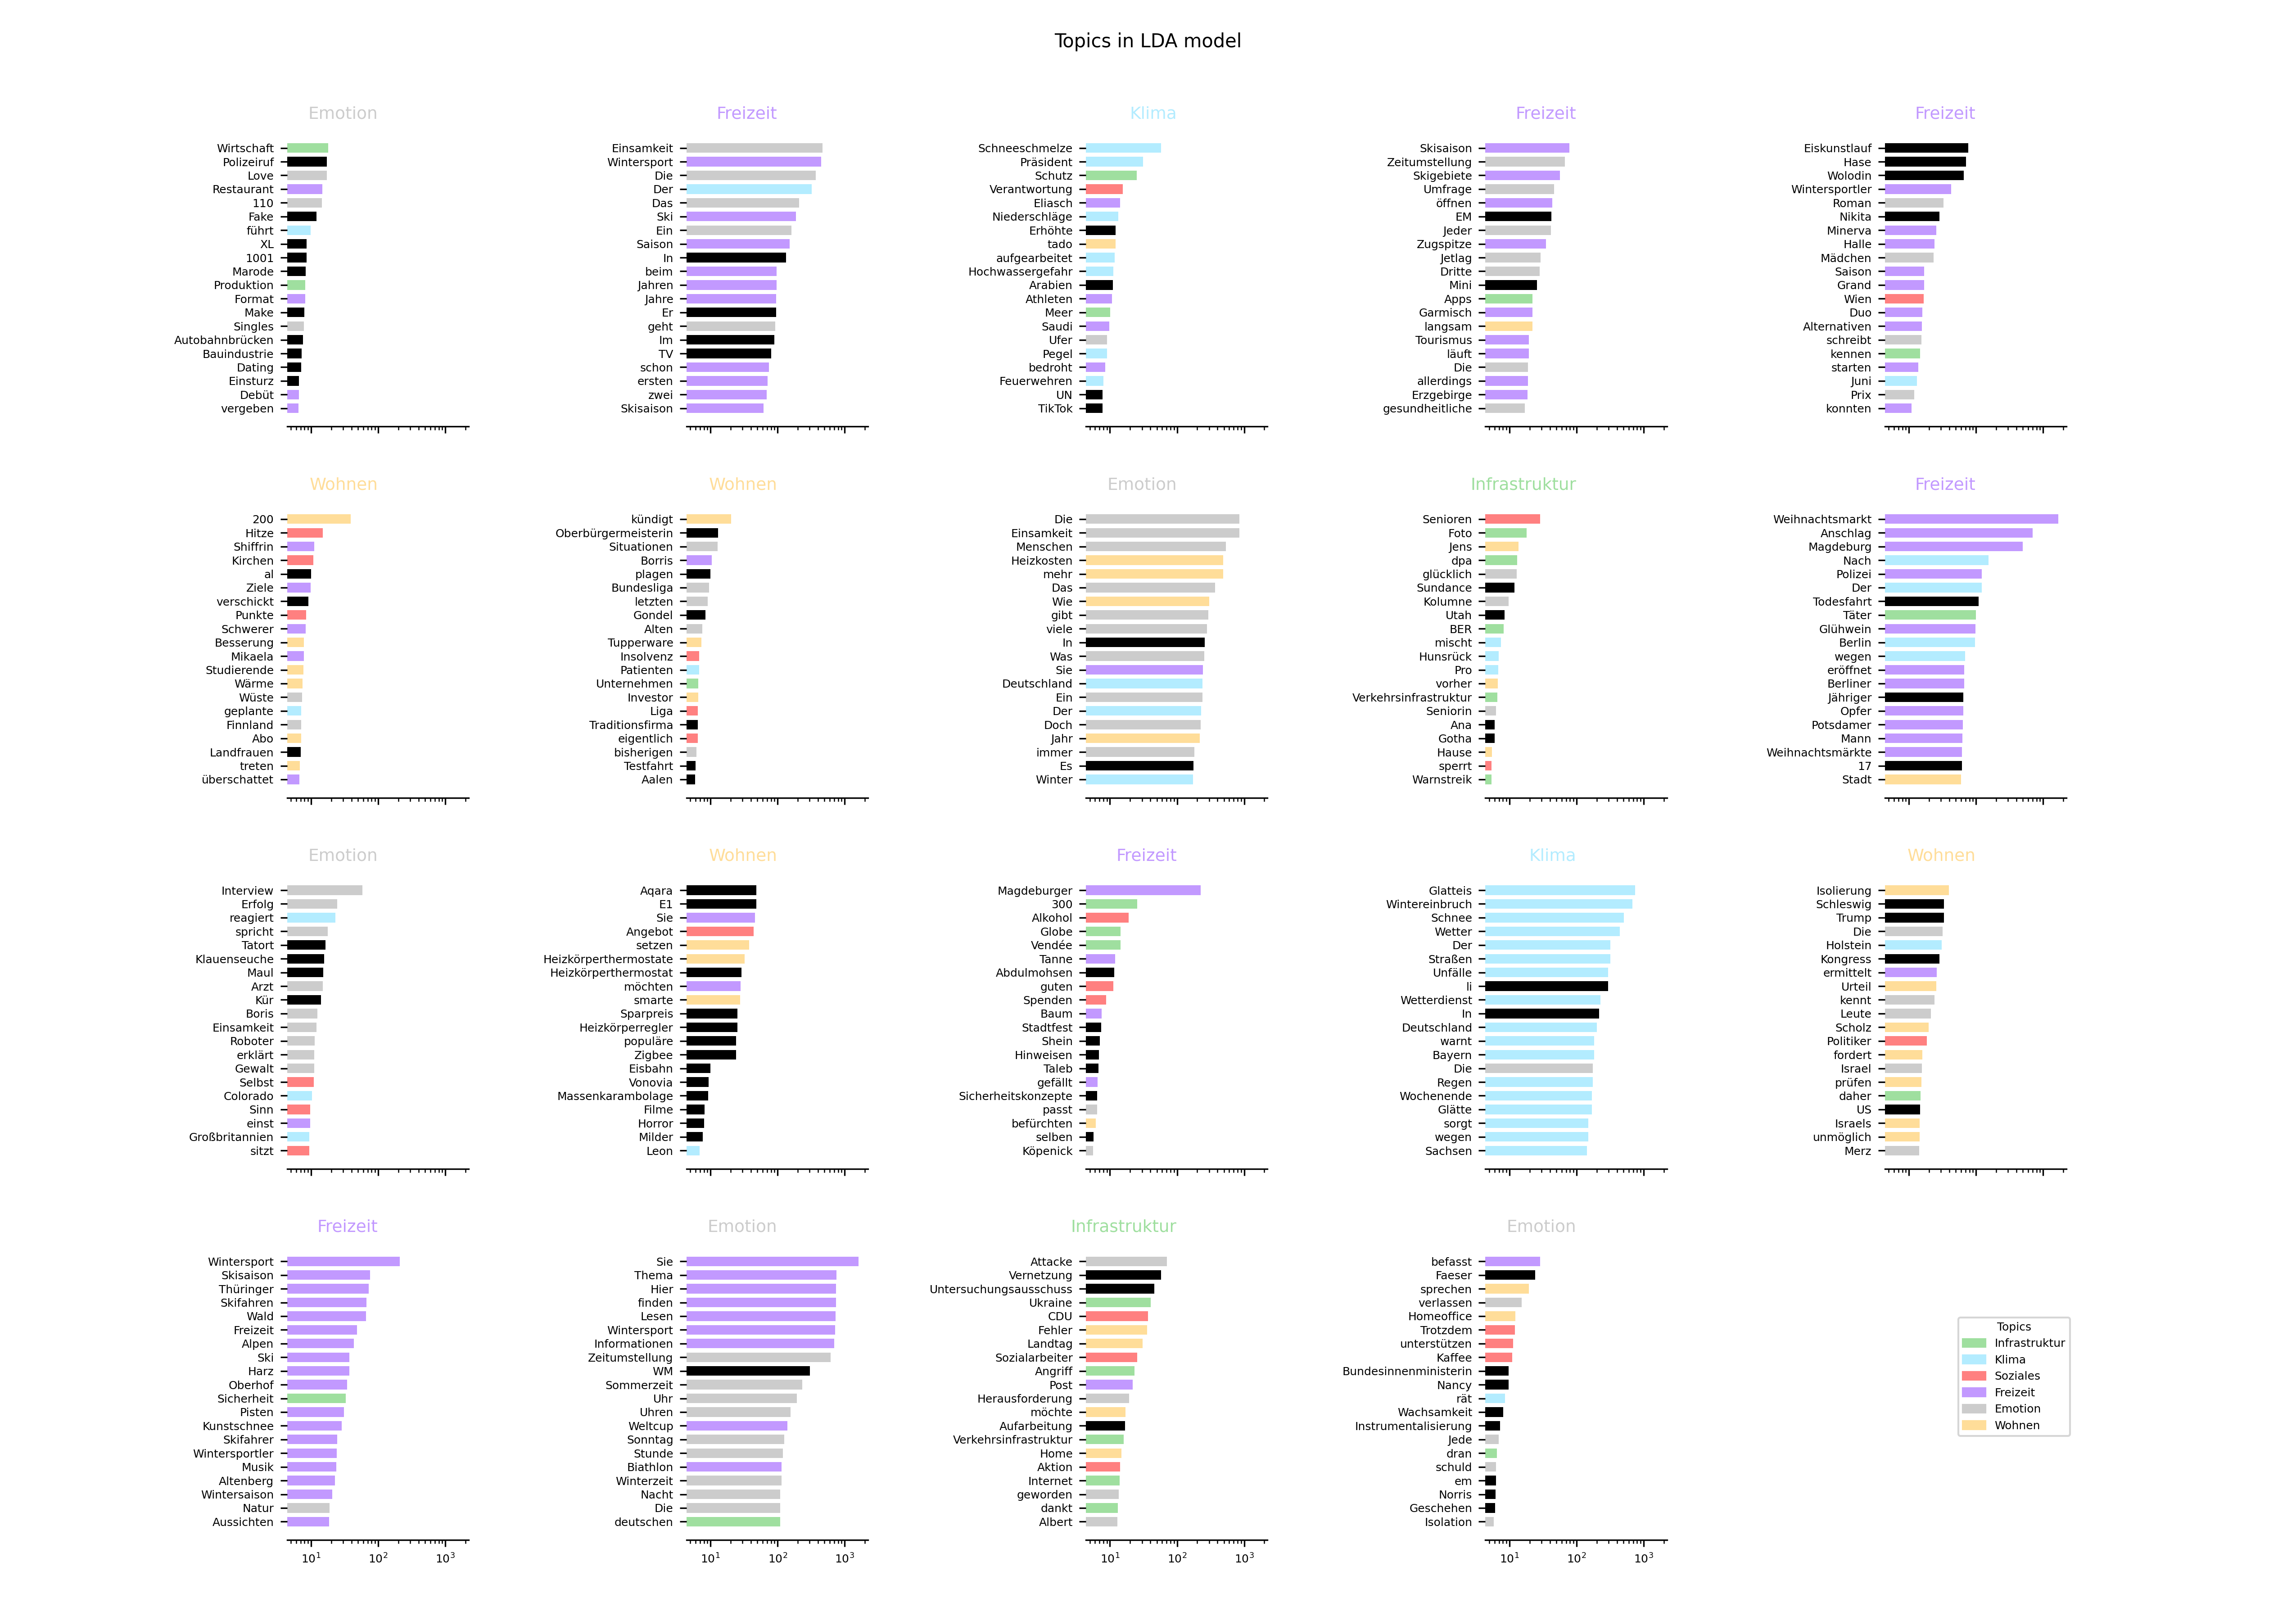 Topics in LDA model
Emotion
Wirtschaft
Polizeiruf
Love
Restaurant
110
Fake
führt
XL
1001
Marode
Produktion
Format
Make
Singles
Autobahnbrücken
Bauindustrie
Dating
Einsturz
Debüt
vergeben
Freizeit
Einsamkeit
Wintersport
Die
Der
Das
Ski
Ein
Saison
In
beim
Jahren
Jahre
Er
geht
Im
TV
schon
ersten
zwei
Skisaison
Klima
Schneeschmelze
Präsident
Schutz
Verantwortung
Eliasch
Niederschläge
Erhöhte
tado
aufgearbeitet
Hochwassergefahr
Arabien
Athleten
Meer
Saudi
Ufer
Pegel
bedroht
Feuerwehren
UN
TikTok
Freizeit
Skisaison
Zeitumstellung
Skigebiete
Umfrage
öffnen
EM
Jeder
Zugspitze
Jetlag
Dritte
Mini
Apps
Garmisch
langsam
Tourismus
läuft
Die
allerdings
Erzgebirge
gesundheitliche
Freizeit
Eiskunstlauf
Hase
Wolodin
Wintersportler
Roman
Nikita
Minerva
Halle
Mädchen
Saison
Grand
Wien
Duo
Alternativen
schreibt
kennen
starten
Juni
Prix
konnten
Wohnen
200
Hitze
Shiffrin
Kirchen
al
Ziele
verschickt
Punkte
Schwerer
Besserung
Mikaela
Studierende
Wärme
Wüste
geplante
Finnland
Abo
Landfrauen
treten
überschattet
Wohnen
kündigt
Oberbürgermeisterin
Situationen
Borris
plagen
Bundesliga
letzten
Gondel
Alten
Tupperware
Insolvenz
Patienten
Unternehmen
Investor
Liga
Traditionsfirma
eigentlich
bisherigen
Testfahrt
Aalen
Emotion
Die
Einsamkeit
Menschen
Heizkosten
mehr
Das
Wie
gibt
viele
In
Was
Sie
Deutschland
Ein
Der
Doch
Jahr
immer
Es
Winter
Infrastruktur
Senioren
Foto
Jens
dpa
glücklich
Sundance
Kolumne
Utah
BER
mischt
Hunsrück
Pro
vorher
Verkehrsinfrastruktur
Seniorin
Ana
Gotha
Hause
sperrt
Warnstreik
Freizeit
Weihnachtsmarkt
Anschlag
Magdeburg
Nach
Polizei
Der
Todesfahrt
Täter
Glühwein
Berlin
wegen
eröffnet
Berliner
Jähriger
Opfer
Potsdamer
Mann
Weihnachtsmärkte
17
Stadt
Emotion
Interview
Erfolg
reagiert
spricht
Tatort
Klauenseuche
Maul
Arzt
Kür
Boris
Einsamkeit
Roboter
erklärt
Gewalt
Selbst
Colorado
Sinn
einst
Großbritannien
sitzt
Wohnen
Aqara
E1
Sie
Angebot
setzen
Heizkörperthermostate
Heizkörperthermostat
möchten
smarte
Sparpreis
Heizkörperregler
populäre
Zigbee
Eisbahn
Vonovia
Massenkarambolage
Filme
Horror
Milder
Leon
Freizeit
Magdeburger
300
Alkohol
Globe
Vendée
Tanne
Abdulmohsen
guten
Spenden
Baum
Stadtfest
Shein
Hinweisen
Taleb
gefällt
Sicherheitskonzepte
passt
befürchten
selben
Köpenick
Klima
Glatteis
Wintereinbruch
Schnee
Wetter
Der
Straßen
Unfälle
li
Wetterdienst
In
Deutschland
warnt
Bayern
Die
Regen
Wochenende
Glätte
sorgt
wegen
Sachsen
Wohnen
Isolierung
Schleswig
Trump
Die
Holstein
Kongress
ermittelt
Urteil
kennt
Leute
Scholz
Politiker
fordert
Israel
prüfen
daher
US
Israels
unmöglich
Merz
Freizeit
Wintersport
Skisaison
Thüringer
Skifahren
Wald
Freizeit
Alpen
Ski
Harz
Oberhof
Sicherheit
Pisten
Kunstschnee
Skifahrer
Wintersportler
Musik
Altenberg
Wintersaison
Natur
Aussichten
10¹ 10² 10³
Emotion
Sie
Thema
Hier
finden
Lesen
Wintersport
Informationen
Zeitumstellung
WM
Sommerzeit
Uhr
Uhren
Weltcup
Sonntag
Stunde
Biathlon
Winterzeit
Nacht
Die
deutschen
10¹ 10² 10³
Infrastruktur
Attacke
Vernetzung
Untersuchungsausschuss
Ukraine
CDU
Fehler
Landtag
Sozialarbeiter
Angriff
Post
Herausforderung
möchte
Aufarbeitung
Verkehrsinfrastruktur
Home
Aktion
Internet
geworden
dankt
Albert
10¹ 10² 10³
Emotion
befasst
Faeser
sprechen
verlassen
Homeoffice
Trotzdem
unterstützen
Kaffee
Bundesinnenministerin
Nancy
rät
Wachsamkeit
Instrumentalisierung
Jede
dran
schuld
em
Norris
Geschehen
Isolation
10¹ 10² 10³
Topics
Infrastruktur
Klima
Soziales
Freizeit
Emotion
Wohnen